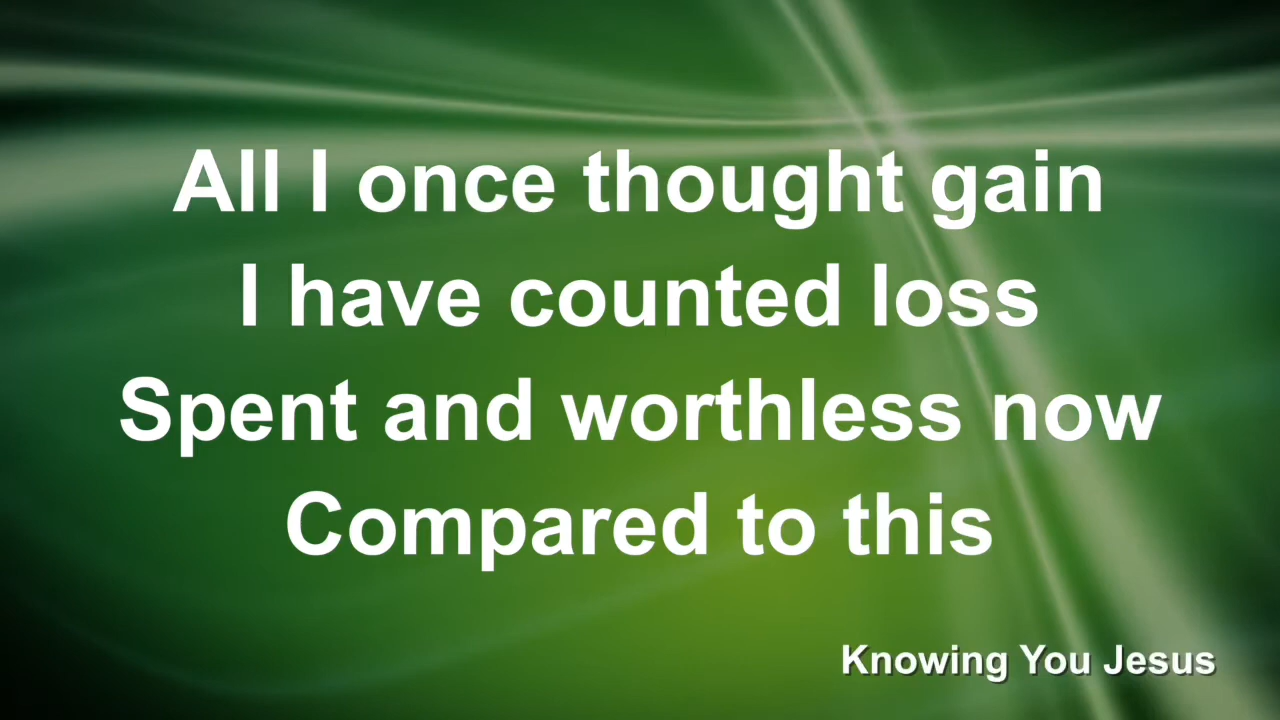 All I once thought gain
I have counted loss
Spent and worthless now
Compared to this
Knowing You Jesus